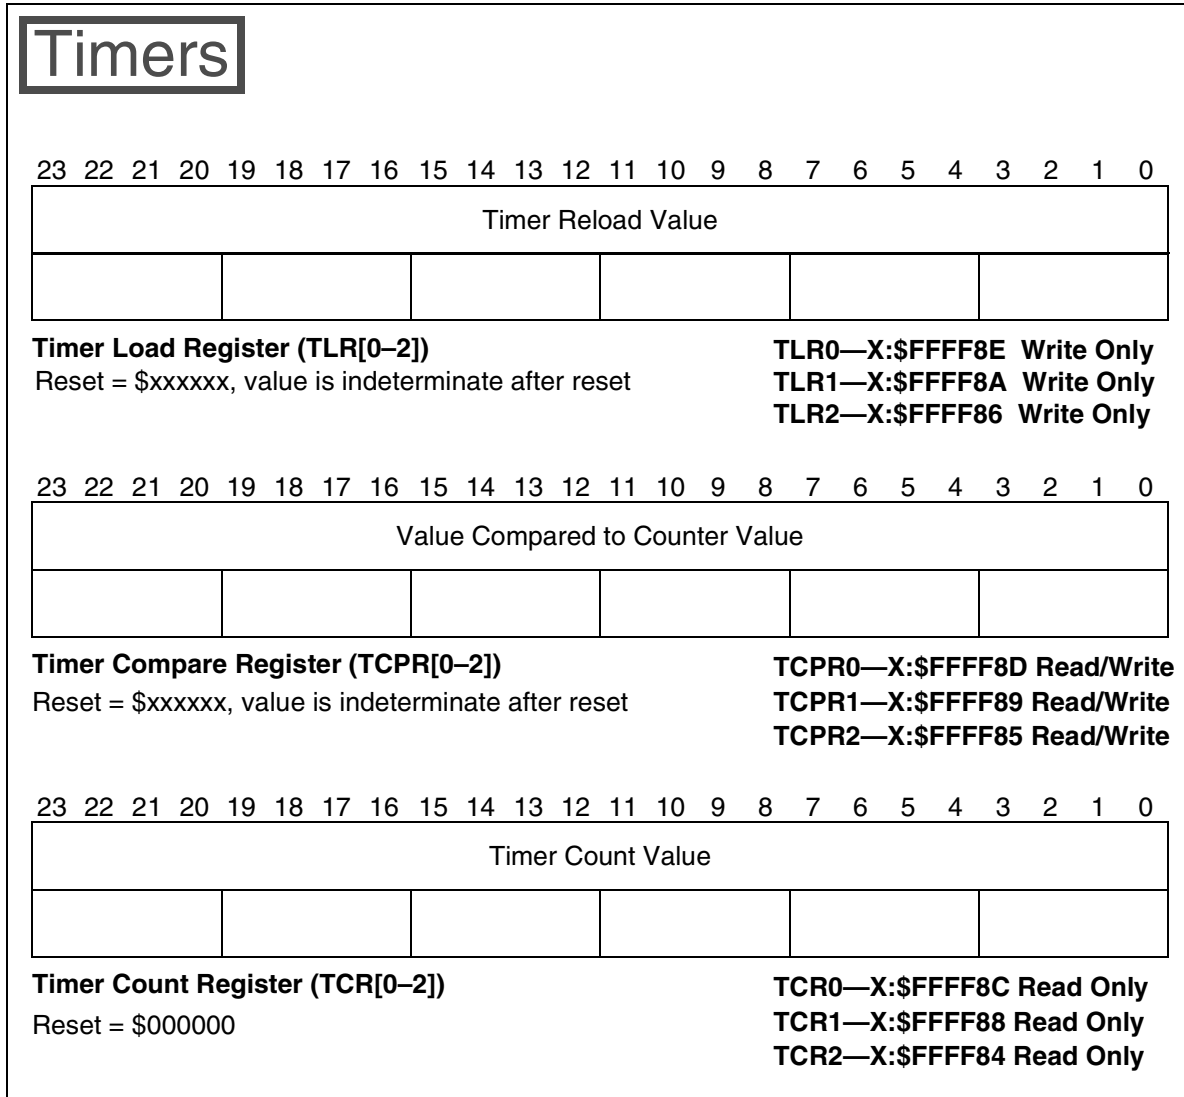 Timers
23 22 21 20 19 18 17 16 15 14 13 12 11 10 9 8 7 6 5 4 3 2 1 0
Timer Reload Value
Timer Load Register (TLR[0–2])
Reset = $xxxxxx, value is indeterminate after reset
TLR0—X:$FFFF8E Write Only
TLR1—X:$FFFF8A Write Only
TLR2—X:$FFFF86 Write Only
23 22 21 20 19 18 17 16 15 14 13 12 11 10 9 8 7 6 5 4 3 2 1 0
Value Compared to Counter Value
Timer Compare Register (TCPR[0–2])
Reset = $xxxxxx, value is indeterminate after reset
TCPR0—X:$FFFF8D Read/Write
TCPR1—X:$FFFF89 Read/Write
TCPR2—X:$FFFF85 Read/Write
23 22 21 20 19 18 17 16 15 14 13 12 11 10 9 8 7 6 5 4 3 2 1 0
Timer Count Value
Timer Count Register (TCR[0–2])
Reset = $000000
TCR0—X:$FFFF8C Read Only
TCR1—X:$FFFF88 Read Only
TCR2—X:$FFFF84 Read Only